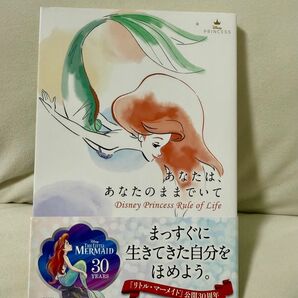 Disney
PRINCESS
あなたは、
あなたのままでいて
Disney Princess Rule of Life
まっすぐに
生きてきた自分を
ほめよう。
Disney
THE LITTLE
MERMAID
30
YEARS
「リトル・マーメイド」公開30周年